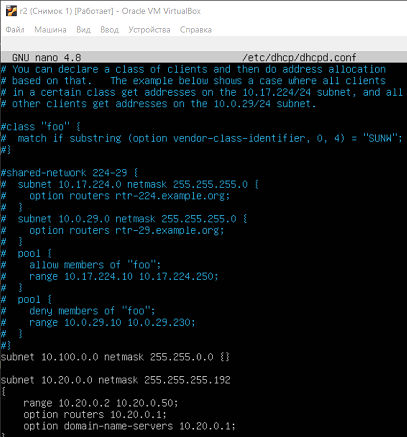 r2 (Снимок 1) [Работает] - Oracle VM VirtualBox
Файл Машина Вид Ввод Устройства Справка
GNU nano 4.8 /etc/dhcp/dhcpd.conf
# You can declare a class of clients and then do address allocation
# based on that. The example below shows a case where all clients
# in a certain class get addresses on the 10.17.224/24 subnet, and all
# other clients get addresses on the 10.0.29/24 subnet.
#class "foo" {
# match if substring (option vendor-class-identifier, 0, 4) = "SUNW";
#}
#shared-network 224-29 {
# subnet 10.17.224.0 netmask 255.255.255.0 {
# option routers rtr-224.example.org;
# }
# subnet 10.0.29.0 netmask 255.255.255.0 {
# option routers rtr-29.example.org;
# }
# pool {
# allow members of "foo";
# range 10.17.224.10 10.17.224.250;
# }
# pool {
# deny members of "foo";
# range 10.0.29.10 10.0.29.230;
# }
#}
subnet 10.100.0.0 netmask 255.255.0.0 {}
subnet 10.20.0.0 netmask 255.255.255.192
{
range 10.20.0.2 10.20.0.50;
option routers 10.20.0.1;
option domain-name-servers 10.20.0.1;
}